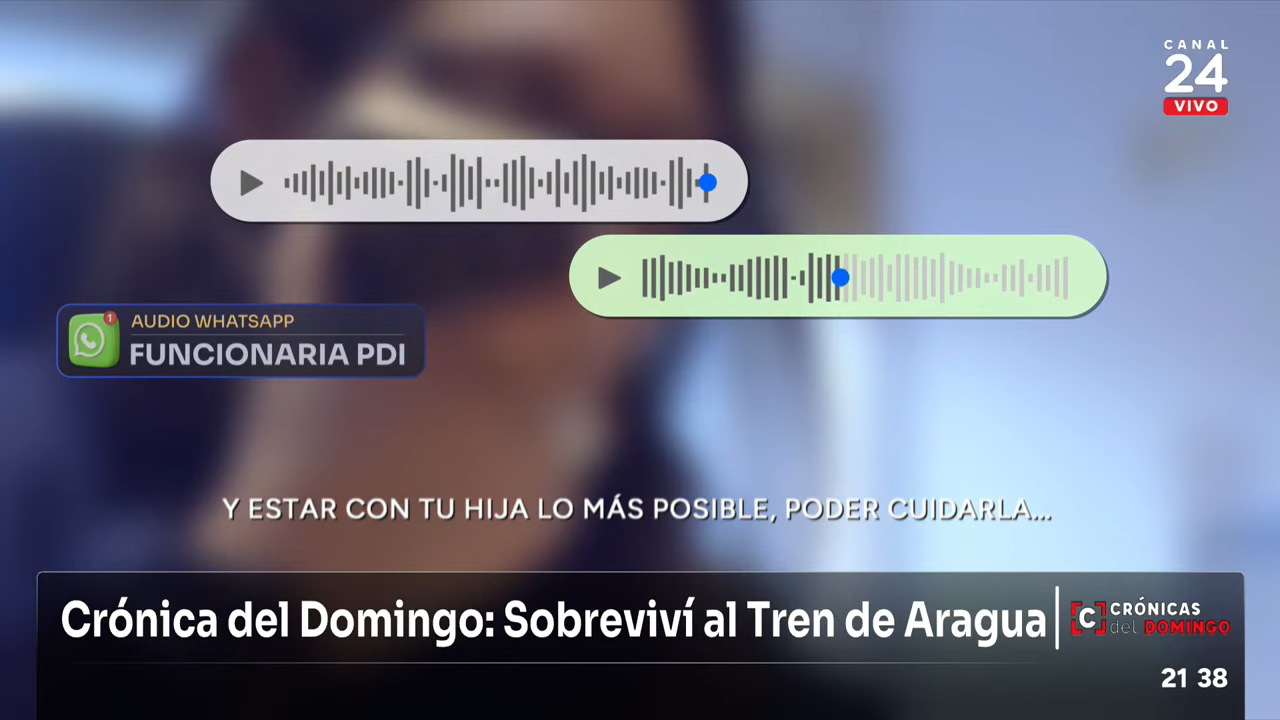 CANAL
24
VIVO
1
AUDIO WHATSAPP
FUNCIONARIA PDI
Y ESTAR CON TU HIJA LO MÁS POSIBLE, PODER CUIDARLA...
Crónica del Domingo: Sobreviví al Tren de Aragua
C
CRÓNICAS
del DOMINGO
21 38